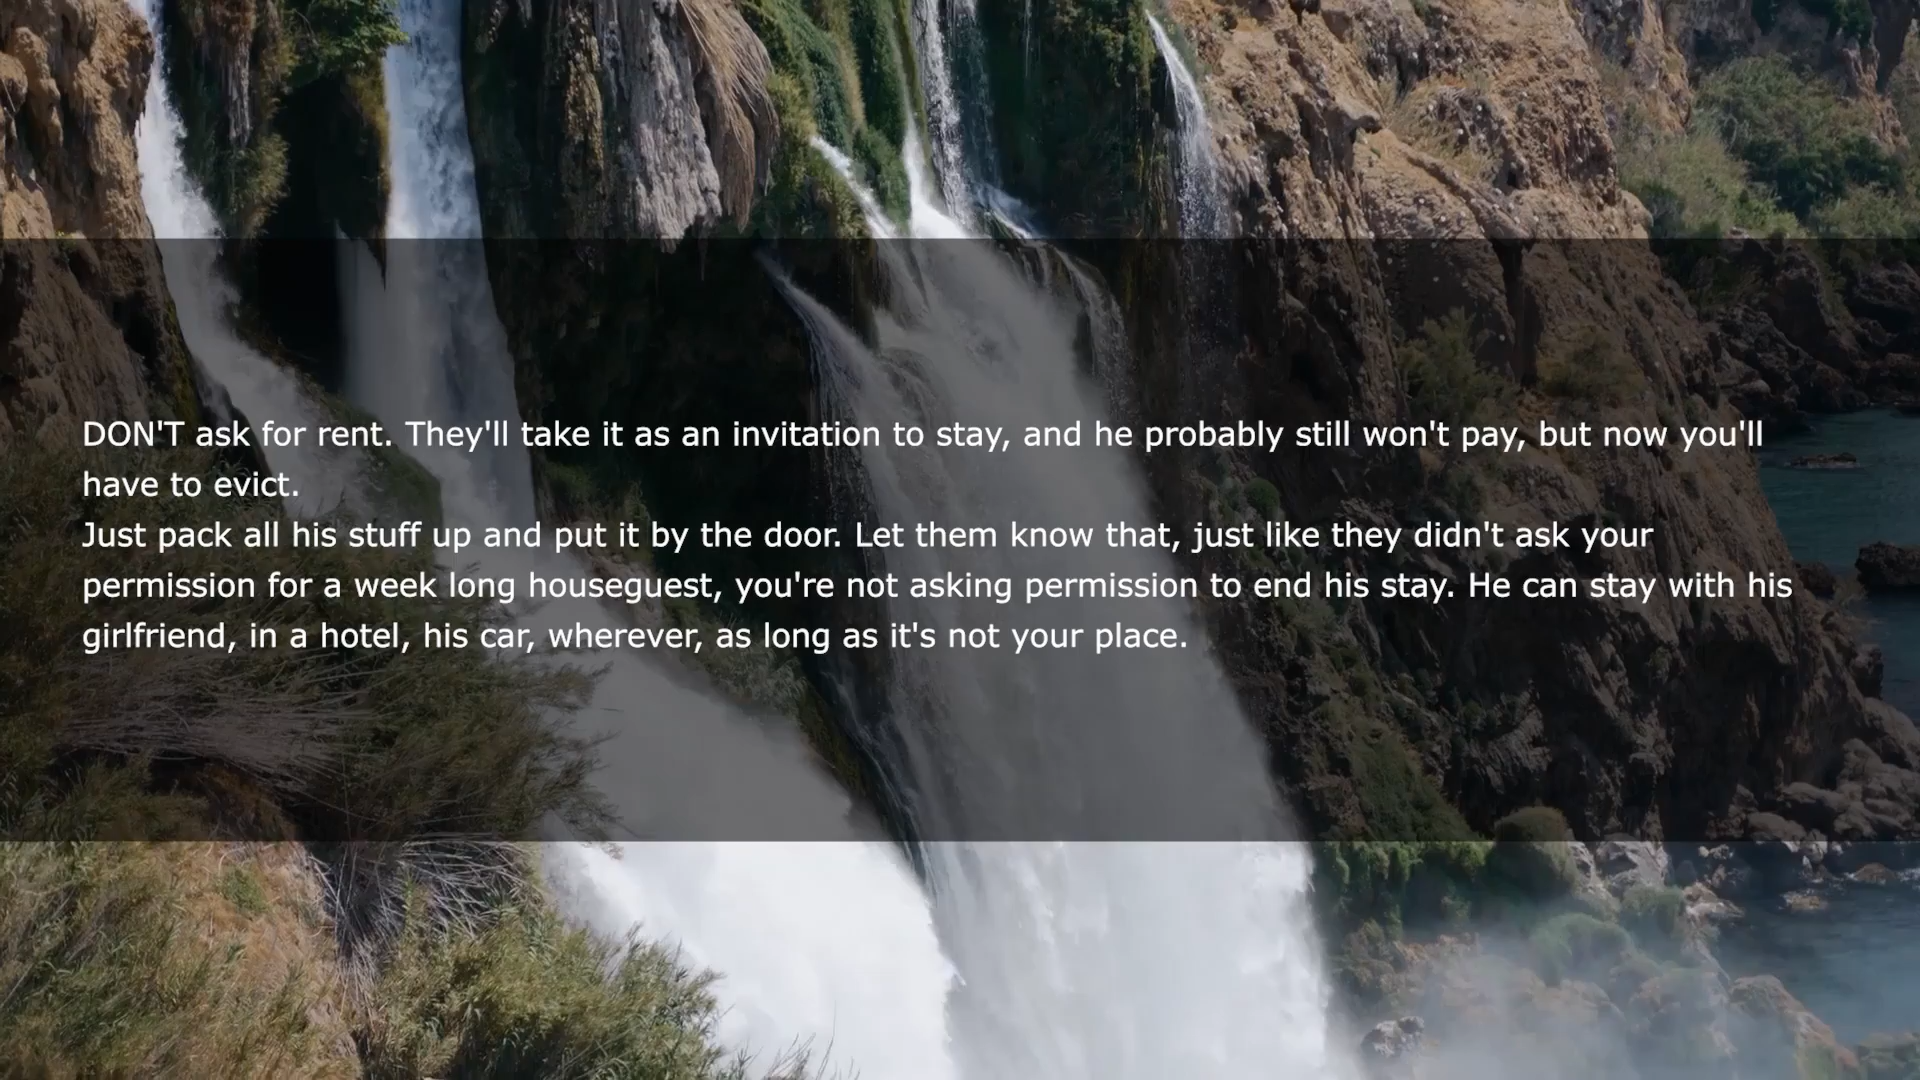 DON'T ask for rent. They'll take it as an invitation to stay, and he probably still won't pay, but now you'll
have to evict.
Just pack all his stuff up and put it by the door. Let them know that, just like they didn't ask your
permission for a week long houseguest, you're not asking permission to end his stay. He can stay with his
girlfriend, in a hotel, his car, wherever, as long as it's not your place.